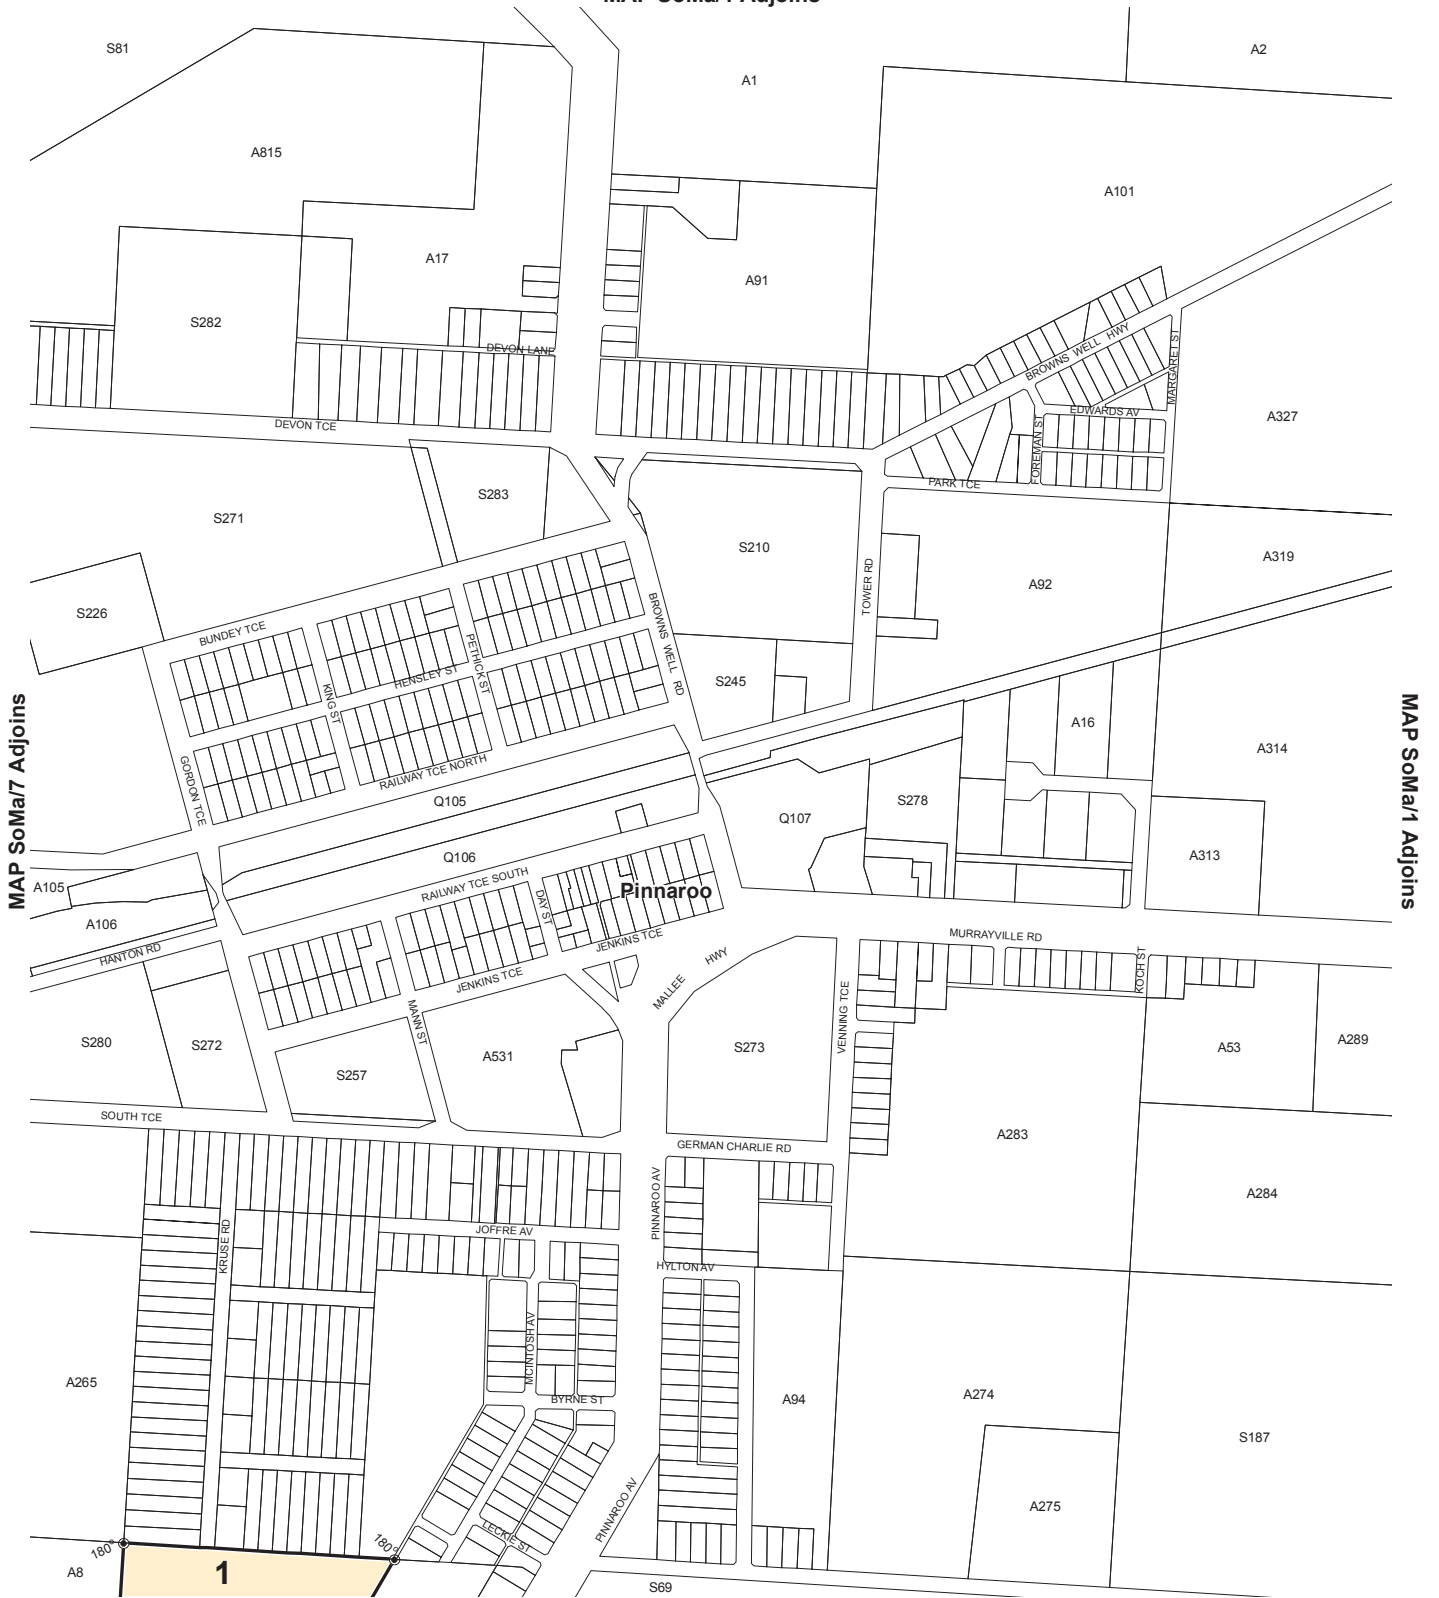 S81
A2
A1
A815
A101
A17
A91
S282
BROWNS WELL HWY
DEVON LANE
MARGARET ST
EDWARDS AV
A327
DEVON TCE
FOREMAN ST
PARK TCE
S283
S271
S210
A319
TOWER RD
A92
S226
BROWNS WELL RD
BUNDEY TCE
PETHICK ST
HENSLEY ST
KING ST
S245
A16
MAP SoMa/7 Adjoins
MAP SoMa/1 Adjoins
A314
GORDON TCE
RAILWAY TCE NORTH
Q105
S278
Q107
Q106
A313
A105
RAILWAY TCE SOUTH
Pinnaroo
DAY ST
A106
HANTON RD
JENKINS TCE
MURRAYVILLE RD
MALLEE HWY
KOCH ST
JENKINS TCE
MANN ST
VENNING TCE
S280
S272
A531
S273
A53
A289
S257
SOUTH TCE
GERMAN CHARLIE RD
A283
PINNAROO AV
A284
JOFFRE AV
KRUSE RD
HYLTON AV
MCINTOSH AV
A265
BYRNE ST
A94
A274
S187
PINNAROO AV
A275
LECKIE ST
180°
180°
A8
1
S69